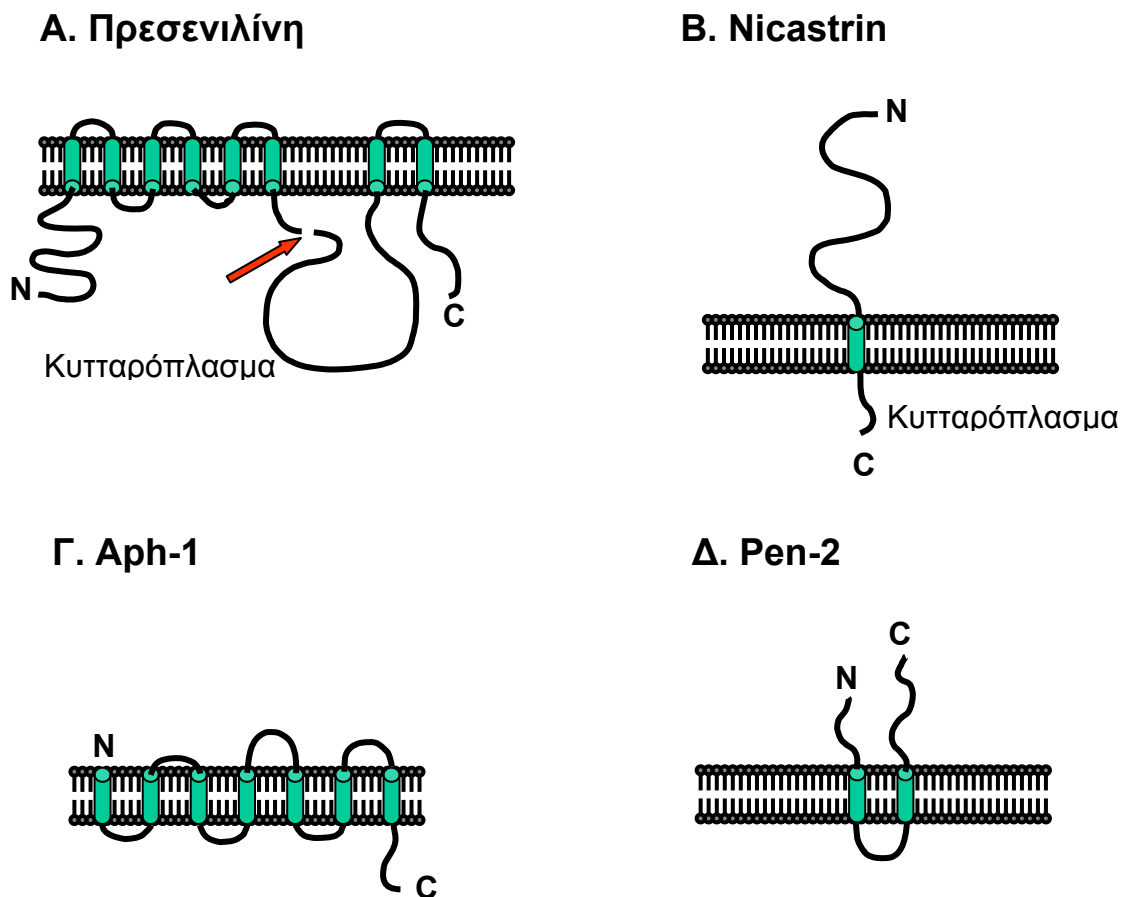 Α. Πρεσενιλίνη
Β. Nicastrin
N
N
C
Κυτταρόπλασμα
Κυτταρόπλασμα
C
Γ. Aph-1
Δ. Pen-2
C
N
N
C